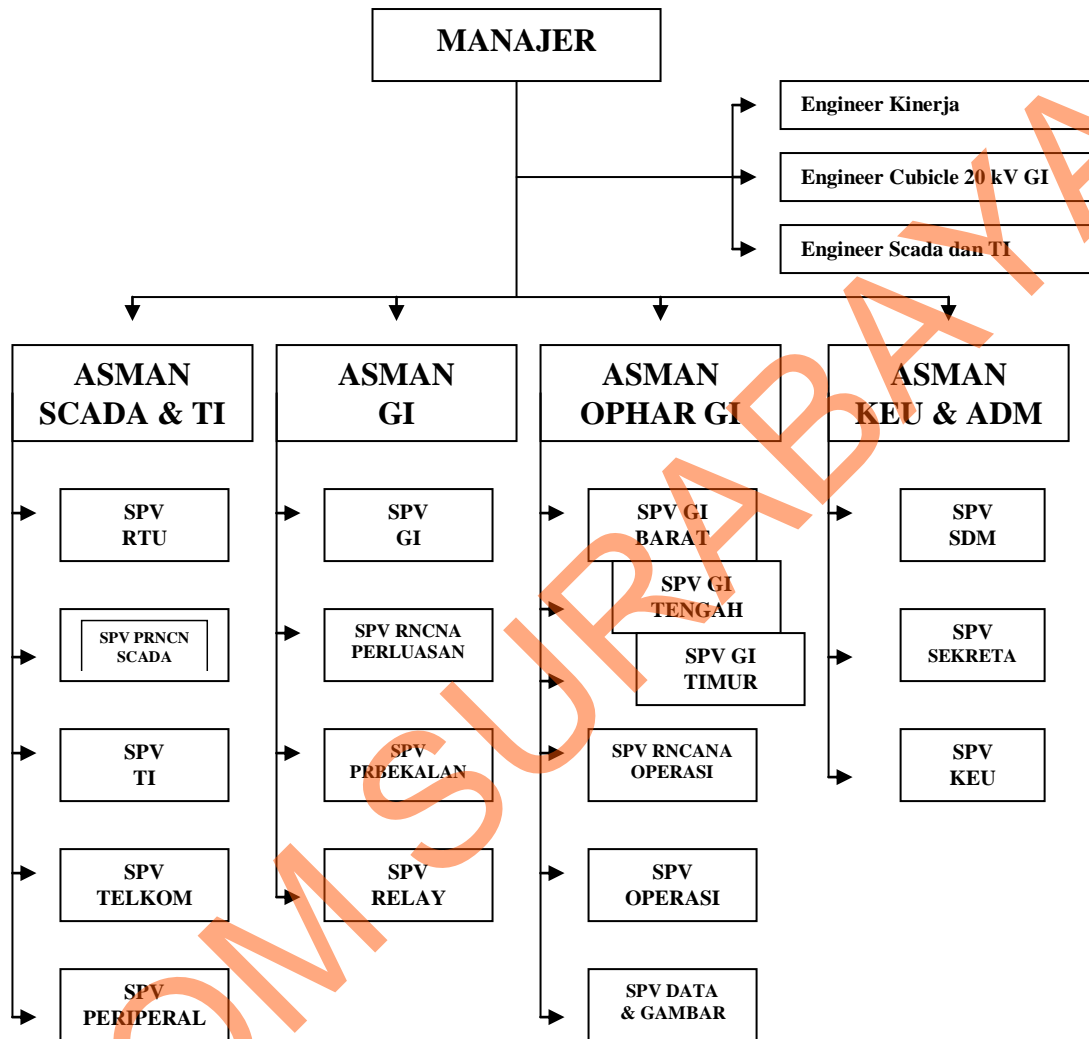 MANAJER
Engineer Kinerja
Engineer Cubicle 20 kV GI
Engineer Scada dan TI
ASMAN
SCADA & TI
ASMAN
GI
ASMAN
OPHAR GI
ASMAN
KEU & ADM
SPV
RTU
SPV PRNCN
SCADA
SPV
TI
SPV
TELKOM
SPV
PERIPERAL
SPV
GI
SPV RNCNA
PERLUASAN
SPV
PRBEKALAN
SPV
RELAY
SPV GI
BARAT
SPV GI
TENGAH
SPV GI
TIMUR
SPV RNCANA
OPERASI
SPV
OPERASI
SPV DATA
& GAMBAR
SPV
SDM
SPV
SEKRETA
SPV
KEU
OM SURABAYA